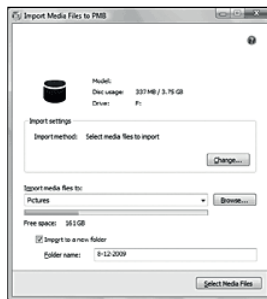 Import Media Files to PMB
Model:
Disc usage: 337 MB / 3.75 GB
Drive: F:
Import settings
Import method: Select media files to import
Change...
Import media files to:
Pictures
Browse...
Free space: 161 GB
Import to a new folder
Folder name: 8-12-2009
Select Media Files